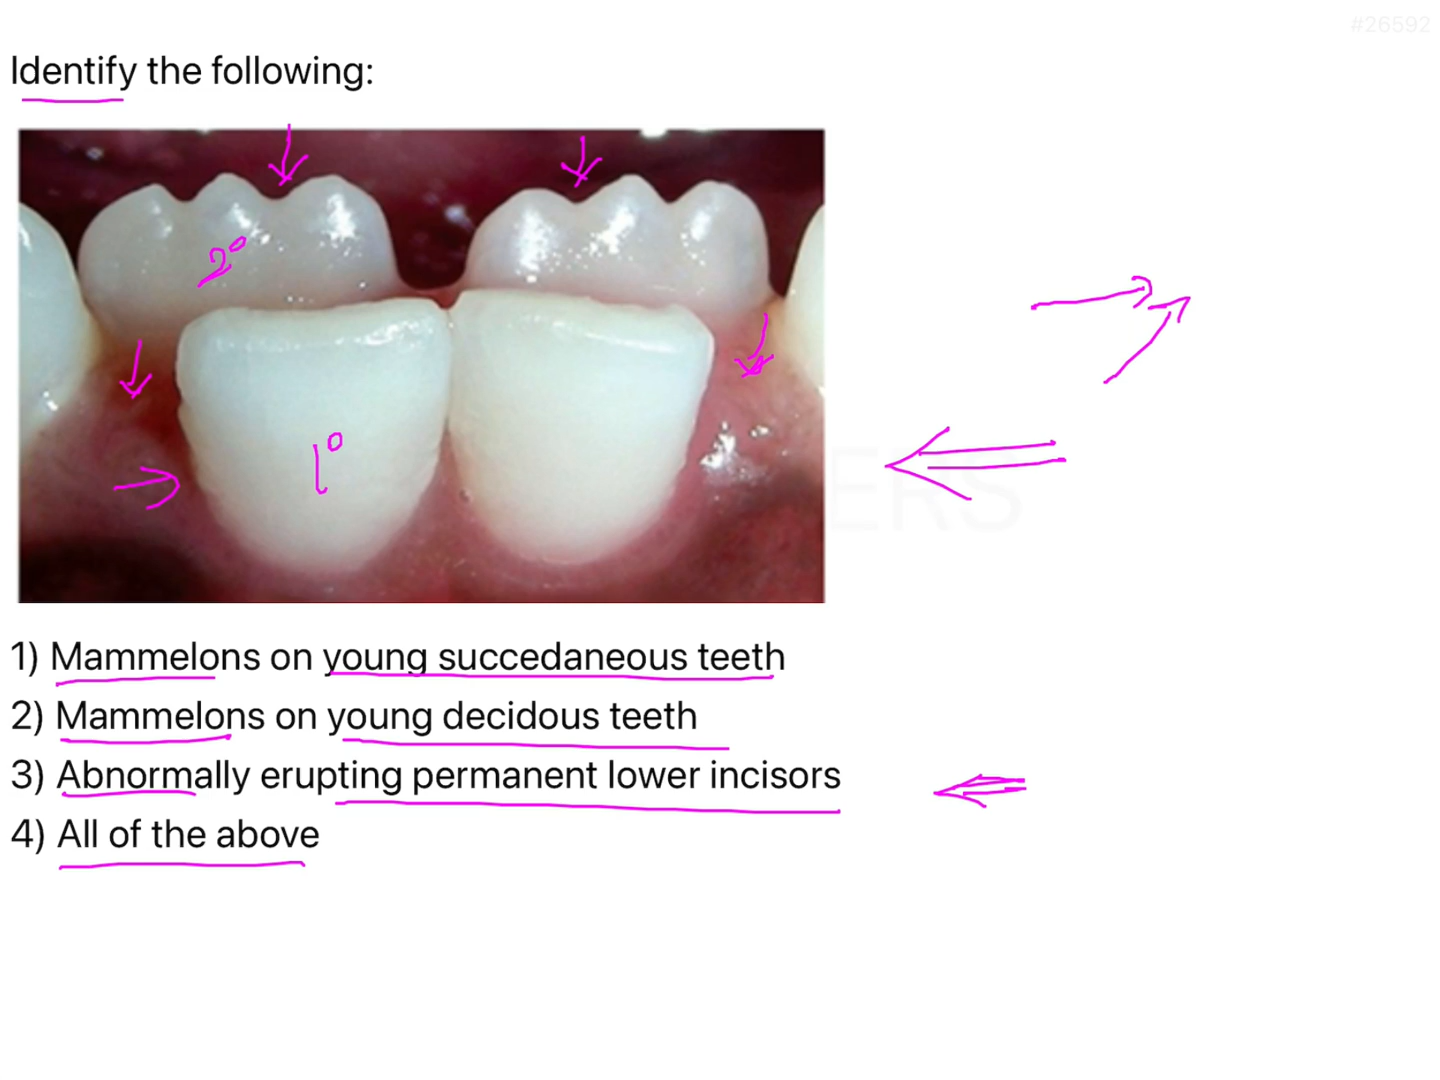 #26592
Identify the following:
2°
1°
ERS
1) Mammelons on young succedaneous teeth
2) Mammelons on young decidous teeth
3) Abnormally erupting permanent lower incisors
4) All of the above